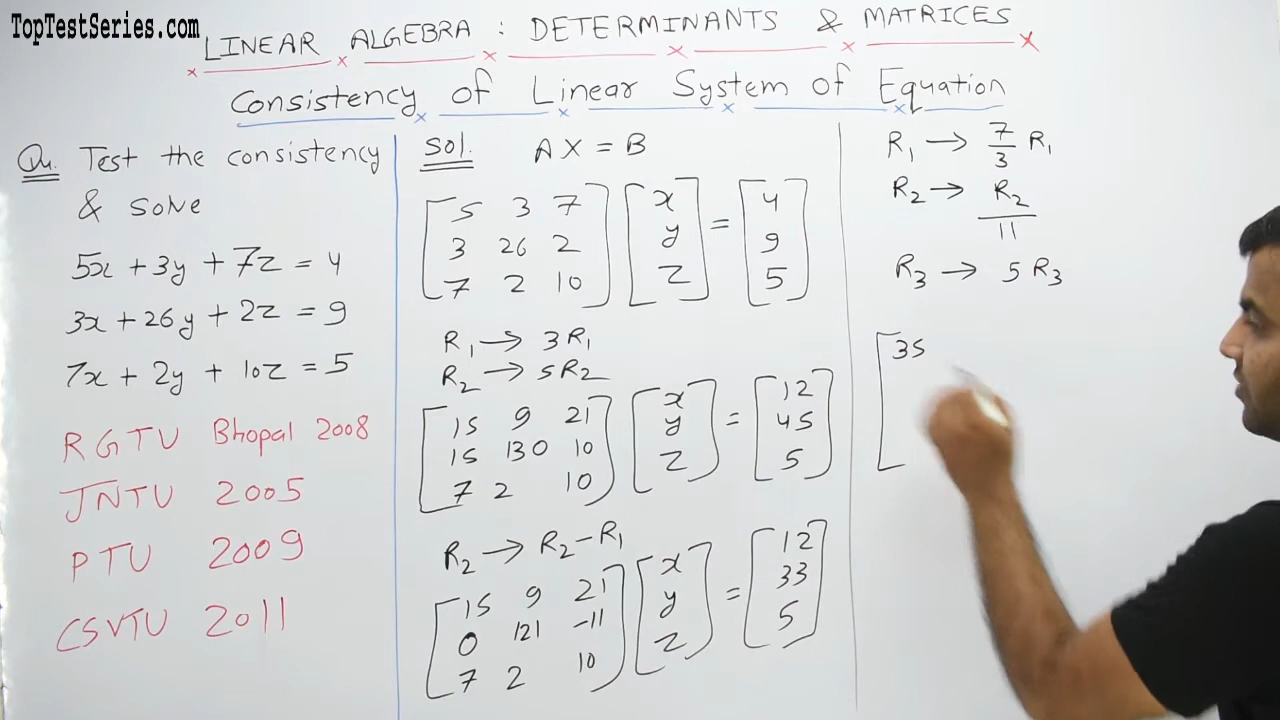 TopTestSeries.com
LINEAR ALGEBRA : DETERMINANTS & MATRICES
Consistency of Linear System of Equation
Qu. Test the consistency
& solve
5x + 3y + 7z = 4
3x + 26y + 2z = 9
7x + 2y + 10z = 5
RGTU Bhopal 2008
JNTU 2005
PTU 2009
CSVTU 2011
Sol. AX = B
[5 3 7] [x] = [4]
[3 26 2] [y] [9]
[7 2 10] [z] [5]
R₁ → 3R₁
R₂ → 5R₂
[15 9 21] [x] = [12]
[15 130 10] [y] [45]
[7 2 10] [z] [5]
R₂ → R₂-R₁
[15 9 21] [x] = [12]
[0 121 -11] [y] [33]
[7 2 10] [z] [5]
R₁ → 7/3 R₁
R₂ → R₂/11
R₃ → 5R₃
[35